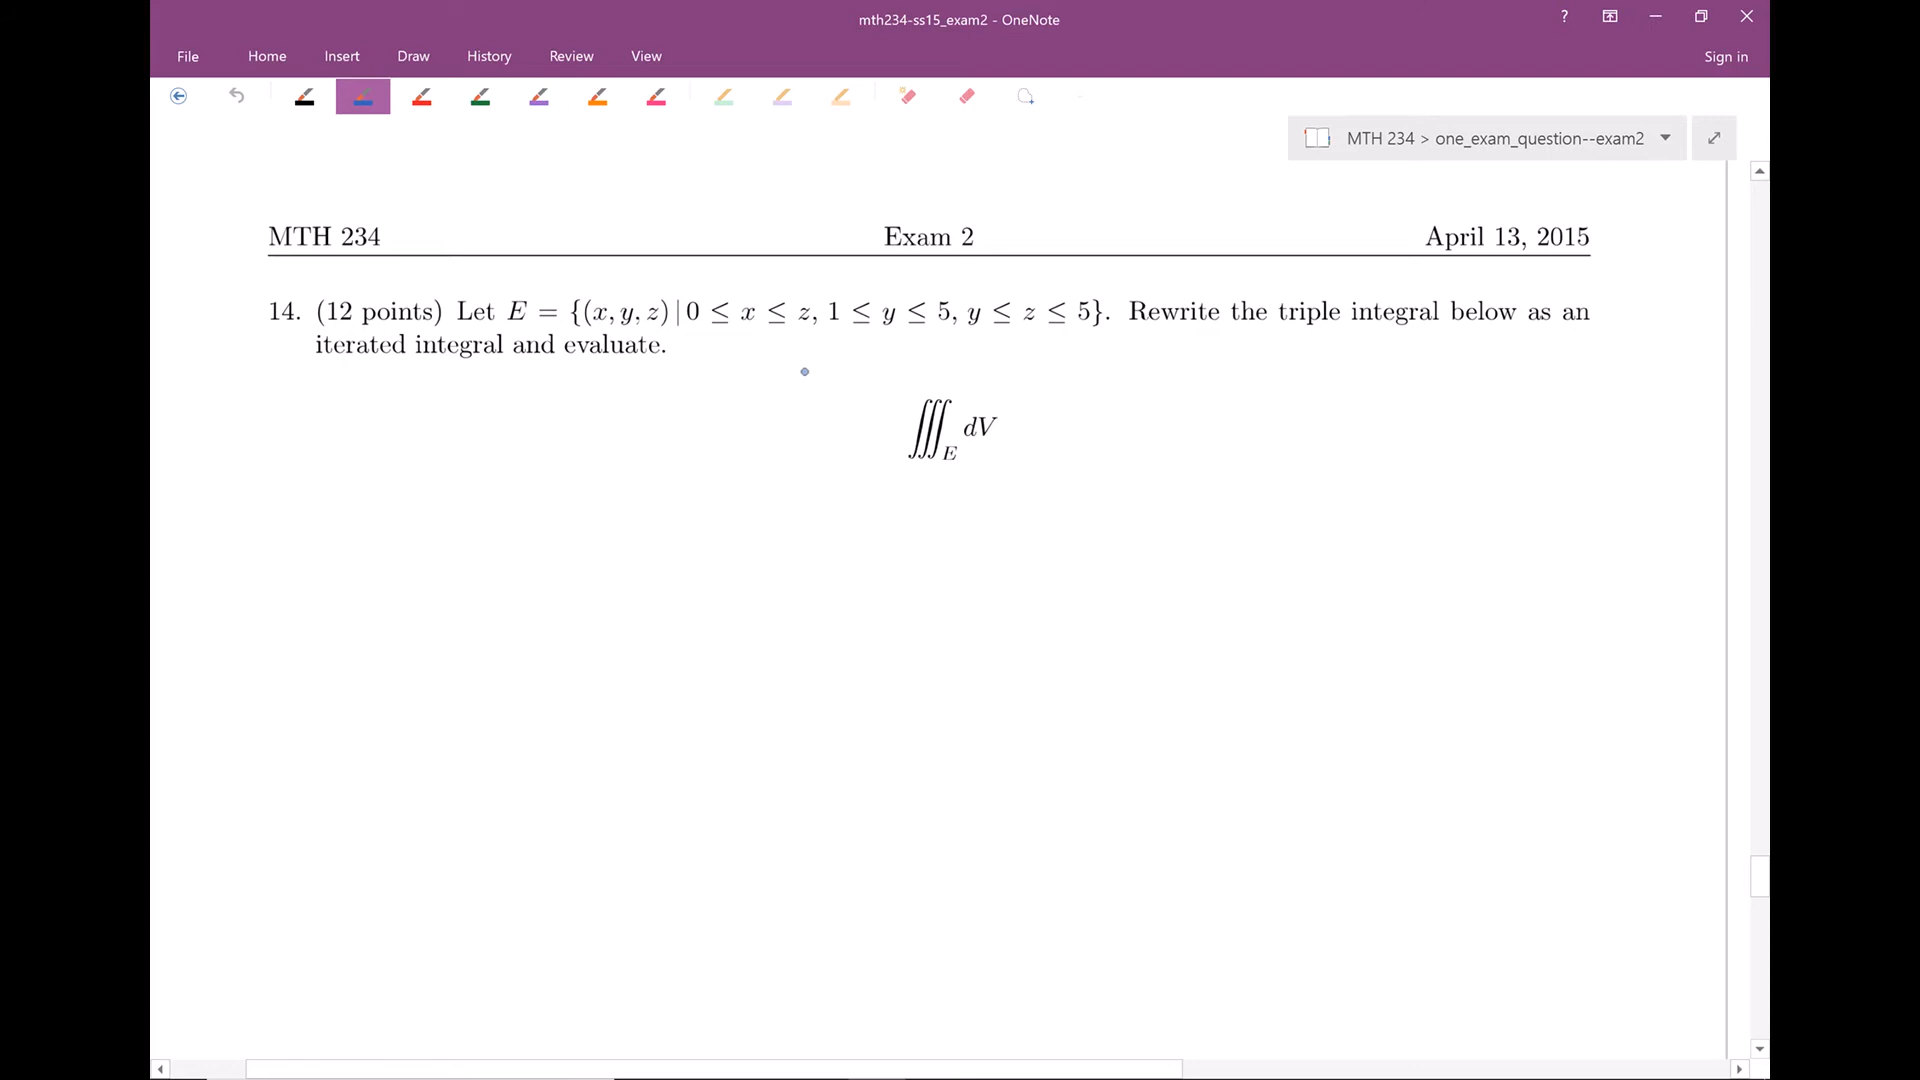 mth234-ss15_exam2 - OneNote
?
File Home Insert Draw History Review View Sign in
MTH 234 > one_exam_question--exam2
MTH 234 Exam 2 April 13, 2015
14. (12 points) Let E = {(x, y, z) | 0 ≤ x ≤ z, 1 ≤ y ≤ 5, y ≤ z ≤ 5}. Rewrite the triple integral below as an
iterated integral and evaluate.
∭_E dV